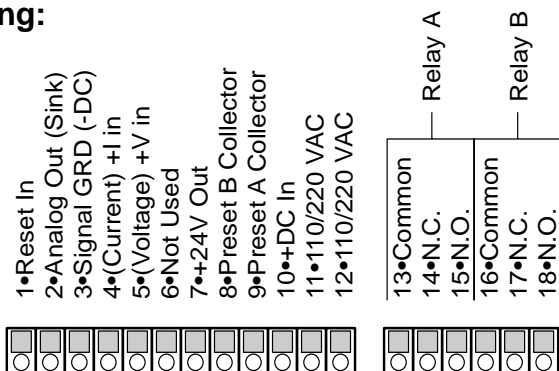 ng:
1•Reset In
2•Analog Out (Sink)
3•Signal GRD (-DC)
4•(Current) +I in
5•(Voltage) +V in
6•Not Used
7•+24V Out
8•Preset B Collector
9•Preset A Collector
10•+DC In
11•110/220 VAC
12•110/220 VAC
Relay A
13•Common
14•N.C.
15•N.O.
Relay B
16•Common
17•N.C.
18•N.O.